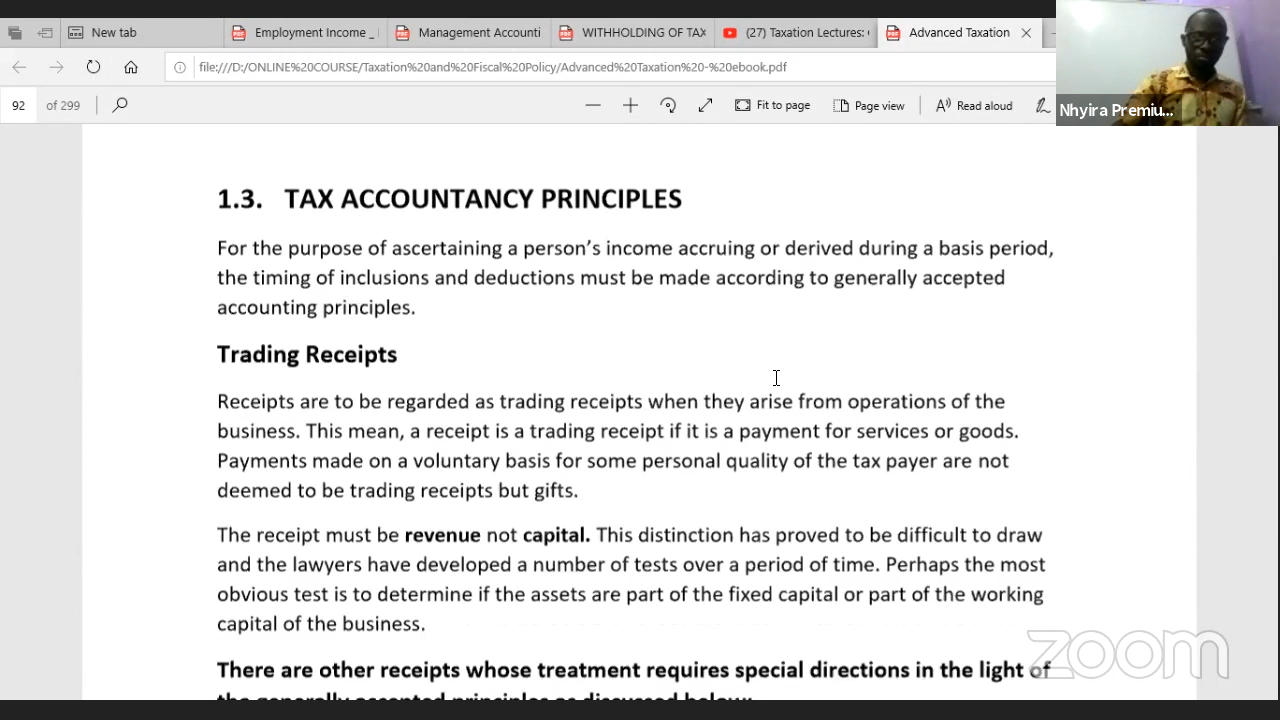 New tab
Employment Income _
Management Accounti
WITHHOLDING OF TAX
(27) Taxation Lectures:
Advanced Taxation
file:///D:/ONLINE%20COURSE/Taxation%20and%20Fiscal%20Policy/Advanced%20Taxation%20-%20ebook.pdf
Nhyira Premiu...
92 of 299
Fit to page
Page view
Read aloud
1.3. TAX ACCOUNTANCY PRINCIPLES
For the purpose of ascertaining a person's income accruing or derived during a basis period,
the timing of inclusions and deductions must be made according to generally accepted
accounting principles.
Trading Receipts
Receipts are to be regarded as trading receipts when they arise from operations of the
business. This mean, a receipt is a trading receipt if it is a payment for services or goods.
Payments made on a voluntary basis for some personal quality of the tax payer are not
deemed to be trading receipts but gifts.
The receipt must be revenue not capital. This distinction has proved to be difficult to draw
and the lawyers have developed a number of tests over a period of time. Perhaps the most
obvious test is to determine if the assets are part of the fixed capital or part of the working
capital of the business.
zoom
There are other receipts whose treatment requires special directions in the light of
the generally accepted principles as discussed below: